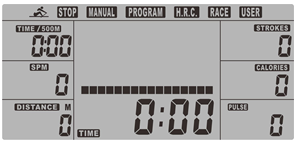 STOP MANUAL PROGRAM H.R.C. RACE USER
TIME/500M
0:00
STROKES
0
SPM
0
CALORIES
0
DISTANCE M
0
TIME
0:00
PULSE
0